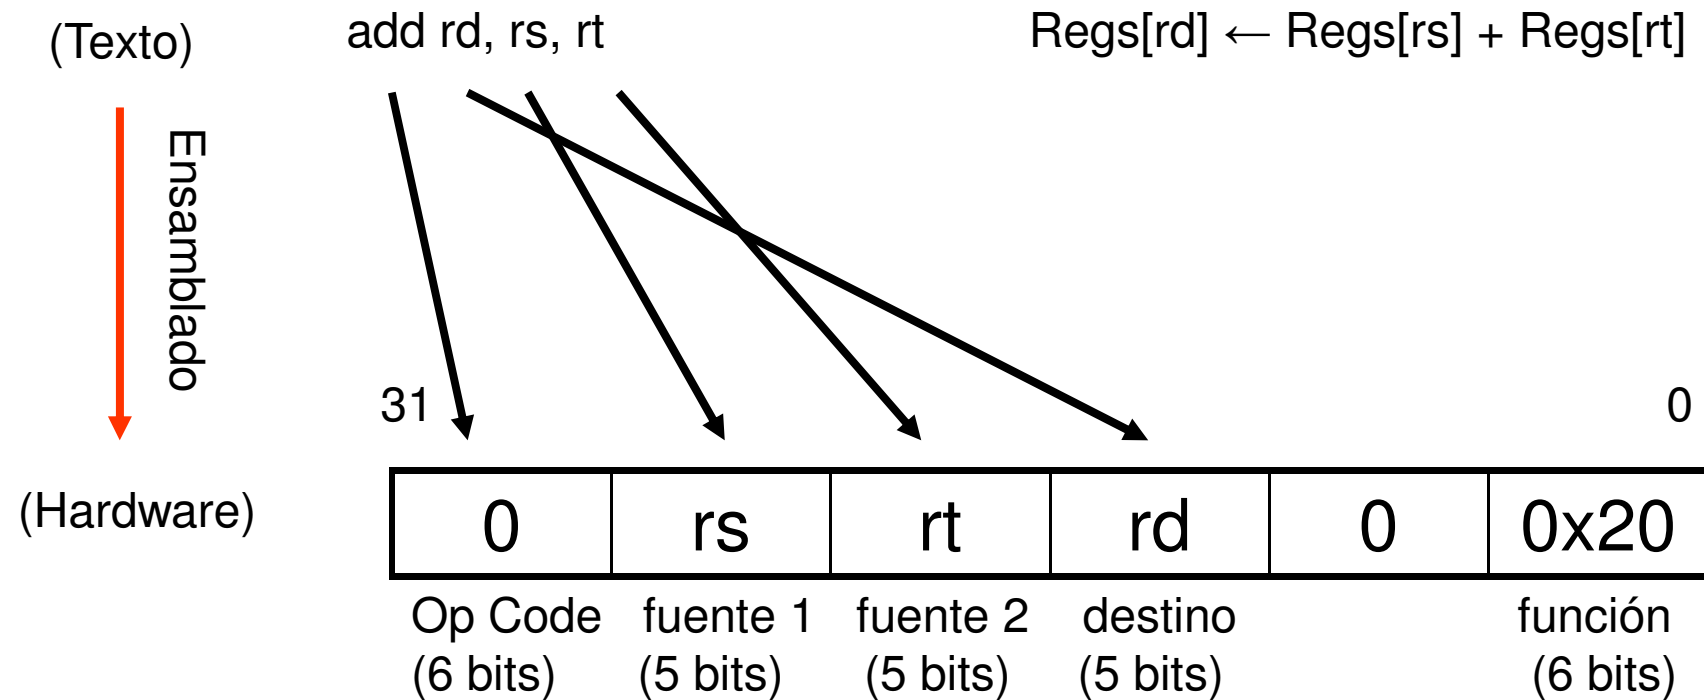 (Texto)
add rd, rs, rt
Regs[rd] ← Regs[rs] + Regs[rt]
Ensamblado
31
0
(Hardware)
0
rs
rt
rd
0
0x20
Op Code
(6 bits)
fuente 1
(5 bits)
fuente 2
(5 bits)
destino
(5 bits)
función
(6 bits)